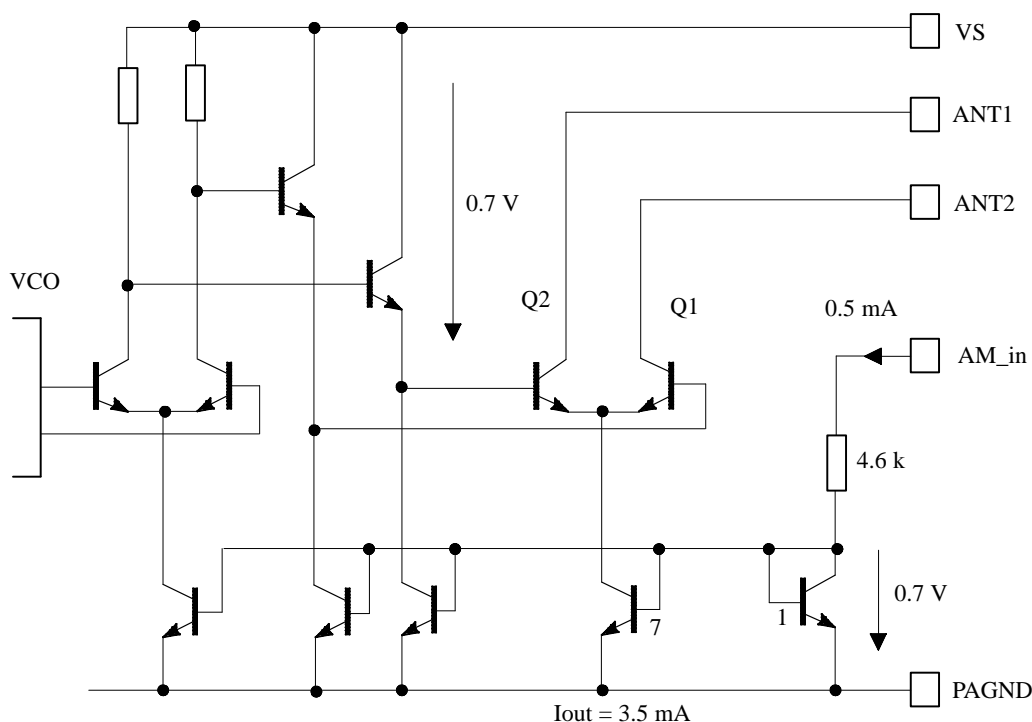 VS
ANT1
0.7 V
ANT2
VCO
Q2
Q1
0.5 mA
AM_in
4.6 k
0.7 V
1
7
PAGND
Iout = 3.5 mA